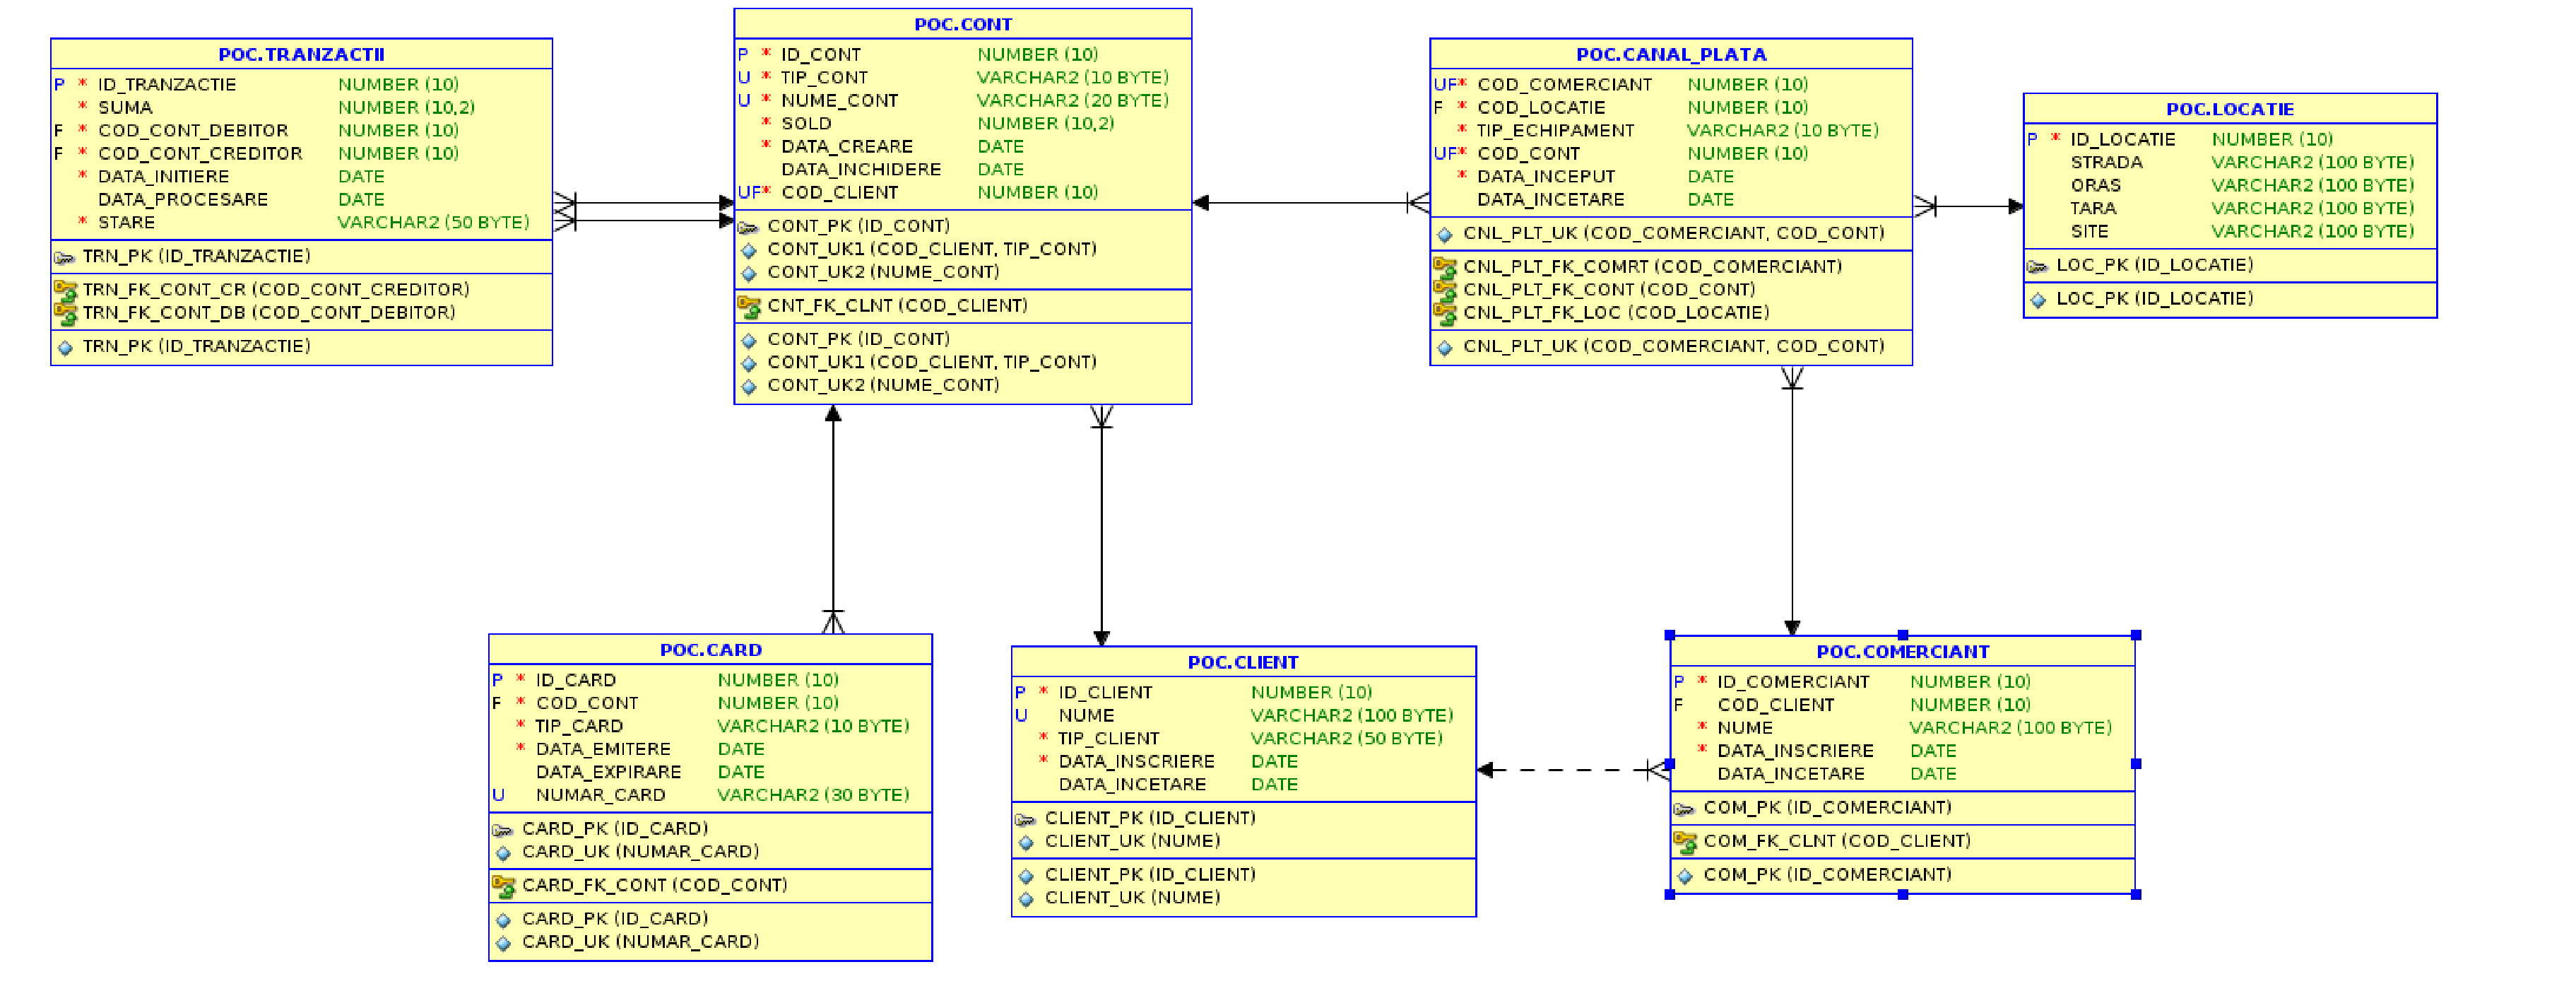 POC.TRANZACTII
P * ID_TRANZACTIE NUMBER (10)
* SUMA NUMBER (10,2)
F * COD_CONT_DEBITOR NUMBER (10)
F * COD_CONT_CREDITOR NUMBER (10)
* DATA_INITIERE DATE
DATA_PROCESARE DATE
* STARE VARCHAR2 (50 BYTE)
TRN_PK (ID_TRANZACTIE)
TRN_FK_CONT_CR (COD_CONT_CREDITOR)
TRN_FK_CONT_DB (COD_CONT_DEBITOR)
TRN_PK (ID_TRANZACTIE)
POC.CONT
P * ID_CONT NUMBER (10)
U * TIP_CONT VARCHAR2 (10 BYTE)
U * NUME_CONT VARCHAR2 (20 BYTE)
* SOLD NUMBER (10,2)
* DATA_CREARE DATE
DATA_INCHIDERE DATE
UF* COD_CLIENT NUMBER (10)
CONT_PK (ID_CONT)
CONT_UK1 (COD_CLIENT, TIP_CONT)
CONT_UK2 (NUME_CONT)
CNT_FK_CLNT (COD_CLIENT)
CONT_PK (ID_CONT)
CONT_UK1 (COD_CLIENT, TIP_CONT)
CONT_UK2 (NUME_CONT)
POC.CANAL_PLATA
UF* COD_COMERCIANT NUMBER (10)
F * COD_LOCATIE NUMBER (10)
* TIP_ECHIPAMENT VARCHAR2 (10 BYTE)
UF* COD_CONT NUMBER (10)
* DATA_INCEPUT DATE
DATA_INCETARE DATE
CNL_PLT_UK (COD_COMERCIANT, COD_CONT)
CNL_PLT_FK_COMRT (COD_COMERCIANT)
CNL_PLT_FK_CONT (COD_CONT)
CNL_PLT_FK_LOC (COD_LOCATIE)
CNL_PLT_UK (COD_COMERCIANT, COD_CONT)
POC.LOCATIE
P * ID_LOCATIE NUMBER (10)
STRADA VARCHAR2 (100 BYTE)
ORAS VARCHAR2 (100 BYTE)
TARA VARCHAR2 (100 BYTE)
SITE VARCHAR2 (100 BYTE)
LOC_PK (ID_LOCATIE)
LOC_PK (ID_LOCATIE)
POC.CARD
P * ID_CARD NUMBER (10)
F * COD_CONT NUMBER (10)
* TIP_CARD VARCHAR2 (10 BYTE)
* DATA_EMITERE DATE
DATA_EXPIRARE DATE
U NUMAR_CARD VARCHAR2 (30 BYTE)
CARD_PK (ID_CARD)
CARD_UK (NUMAR_CARD)
CARD_FK_CONT (COD_CONT)
CARD_PK (ID_CARD)
CARD_UK (NUMAR_CARD)
POC.CLIENT
P * ID_CLIENT NUMBER (10)
U NUME VARCHAR2 (100 BYTE)
* TIP_CLIENT VARCHAR2 (50 BYTE)
* DATA_INSCRIERE DATE
DATA_INCETARE DATE
CLIENT_PK (ID_CLIENT)
CLIENT_UK (NUME)
CLIENT_PK (ID_CLIENT)
CLIENT_UK (NUME)
POC.COMERCIANT
P * ID_COMERCIANT NUMBER (10)
F COD_CLIENT NUMBER (10)
* NUME VARCHAR2 (100 BYTE)
* DATA_INSCRIERE DATE
DATA_INCETARE DATE
COM_PK (ID_COMERCIANT)
COM_FK_CLNT (COD_CLIENT)
COM_PK (ID_COMERCIANT)